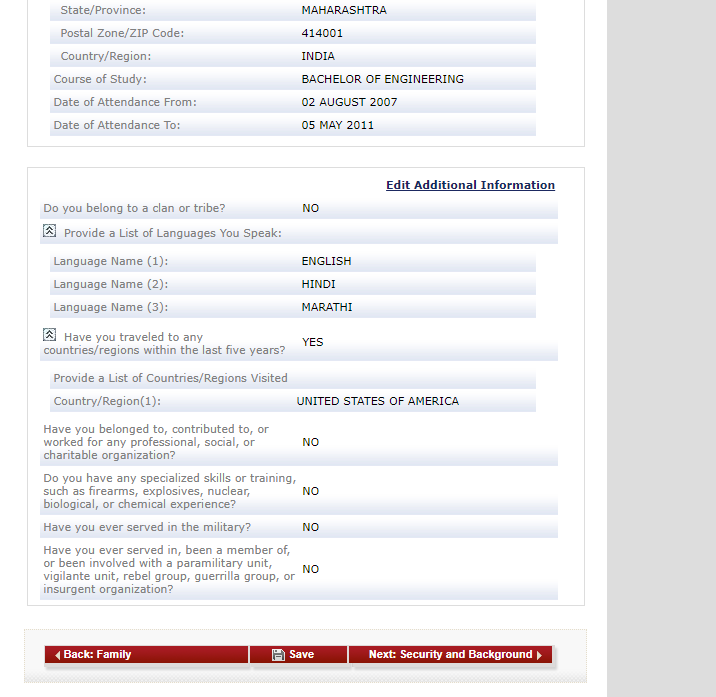 State/Province: MAHARASHTRA
Postal Zone/ZIP Code: 414001
Country/Region: INDIA
Course of Study: BACHELOR OF ENGINEERING
Date of Attendance From: 02 AUGUST 2007
Date of Attendance To: 05 MAY 2011
Edit Additional Information
Do you belong to a clan or tribe? NO
Provide a List of Languages You Speak:
Language Name (1): ENGLISH
Language Name (2): HINDI
Language Name (3): MARATHI
Have you traveled to any
countries/regions within the last five years? YES
Provide a List of Countries/Regions Visited
Country/Region(1): UNITED STATES OF AMERICA
Have you belonged to, contributed to, or
worked for any professional, social, or NO
charitable organization?
Do you have any specialized skills or training,
such as firearms, explosives, nuclear, NO
biological, or chemical experience?
Have you ever served in the military? NO
Have you ever served in, been a member of,
or been involved with a paramilitary unit, NO
vigilante unit, rebel group, guerrilla group, or
insurgent organization?
Back: Family Save Next: Security and Background